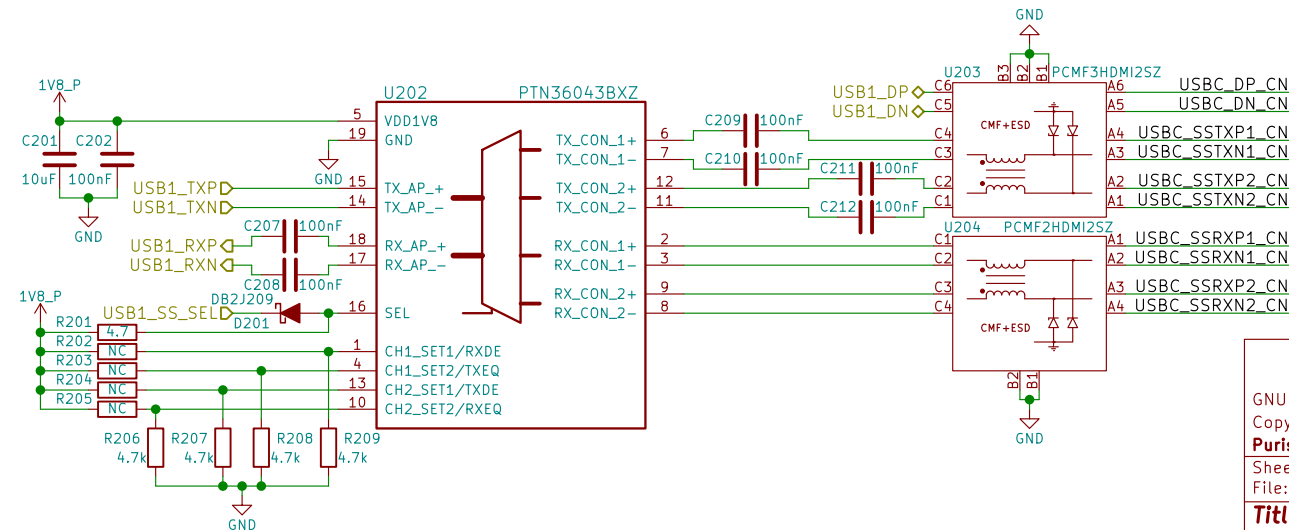 GND
1V8_P
U203
PCMF3HDMI2SZ
B3
B2
B1
C201
10uF
C202
100nF
GND
U202
PTN36043BXZ
5
VDD1V8
19
GND
GND
USB1_TXP
15
TX_AP_+
USB1_TXN
14
TX_AP_-
USB1_RXP
C207
100nF
18
RX_AP_+
USB1_RXN
C208
100nF
17
RX_AP_-
USB1_SS_SEL
DB2J209
D201
16
SEL
1
CH1_SET1/RXDE
4
CH1_SET2/TXEQ
13
CH2_SET1/TXDE
10
CH2_SET2/RXEQ
TX_CON_1+
6
TX_CON_1-
7
TX_CON_2+
12
TX_CON_2-
11
RX_CON_1+
2
RX_CON_1-
3
RX_CON_2+
9
RX_CON_2-
8
1V8_P
R201
4.7
R202
NC
R203
NC
R204
NC
R205
NC
R206
4.7k
R207
4.7k
R208
4.7k
R209
4.7k
GND
C209
100nF
C210
100nF
C211
100nF
C212
100nF
USB1_DP
C6
A6
USBC_DP_CN
USB1_DN
C5
A5
USBC_DN_CN
CMF+ESD
C4
A4
USBC_SSTXP1_CN
C3
A3
USBC_SSTXN1_CN
C2
A2
USBC_SSTXP2_CN
C1
A1
USBC_SSTXN2_CN
U204
PCMF2HDMI2SZ
C1
A1
USBC_SSRXP1_CN
C2
A2
USBC_SSRXN1_CN
C3
A3
USBC_SSRXP2_CN
C4
A4
USBC_SSRXN2_CN
CMF+ESD
B2
B1
GND
GNU
Copy
Puris
Shee
File:
Titl